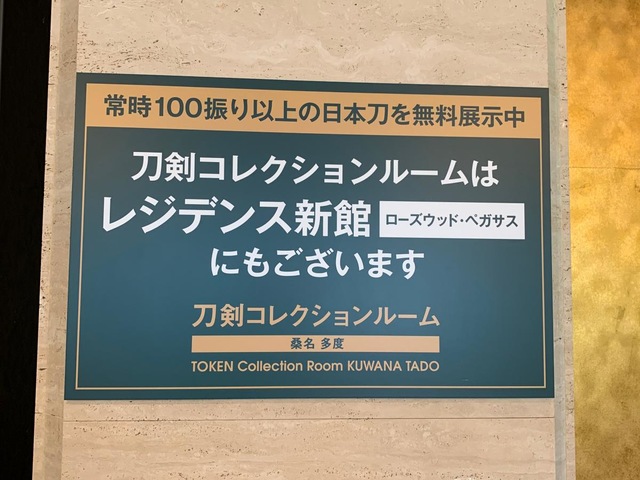 常時100振り以上の日本刀を無料展示中
刀剣コレクションルームは
レジデンス新館 ローズウッド・ペガサス
にもございます
刀剣コレクションルーム
桑名 多度
TOKEN Collection Room KUWANA TADO